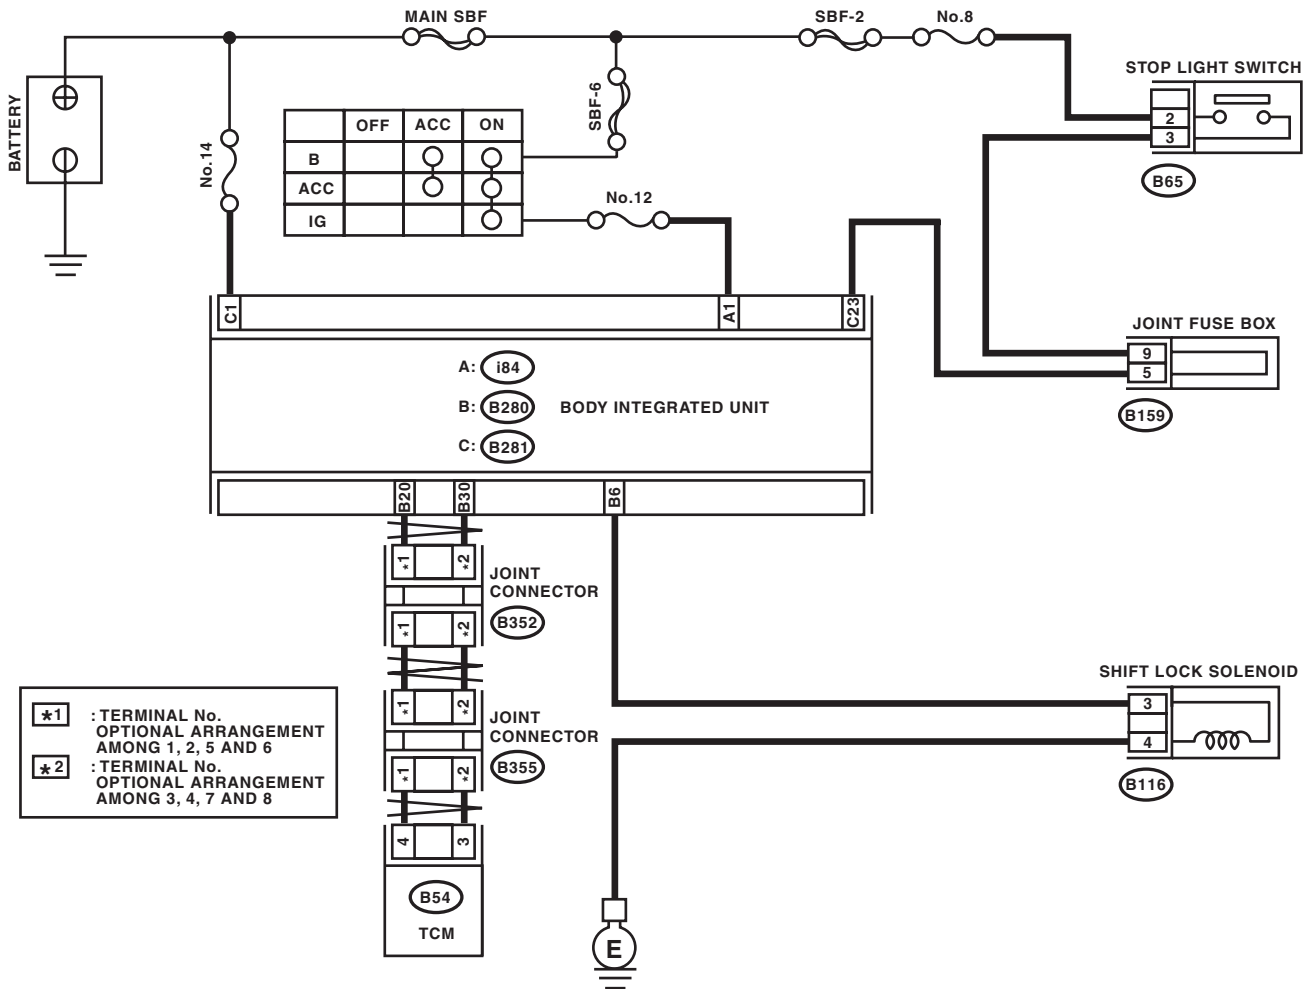 MAIN SBF
SBF-2
No.8
STOP LIGHT SWITCH
BATTERY
No.14
SBF-6
OFF ACC ON
B
ACC
IG
No.12
2
3
B65
C1
A1
C23
JOINT FUSE BOX
9
5
B159
A: i84
B: B280
BODY INTEGRATED UNIT
C: B281
B20
B30
B6
*1
*2
JOINT
CONNECTOR
B352
*1
*2
*1
*2
JOINT
CONNECTOR
B355
*1
*2
4
3
B54
TCM
SHIFT LOCK SOLENOID
3
4
B116
E
*1 : TERMINAL No.
OPTIONAL ARRANGEMENT
AMONG 1, 2, 5 AND 6
*2 : TERMINAL No.
OPTIONAL ARRANGEMENT
AMONG 3, 4, 7 AND 8